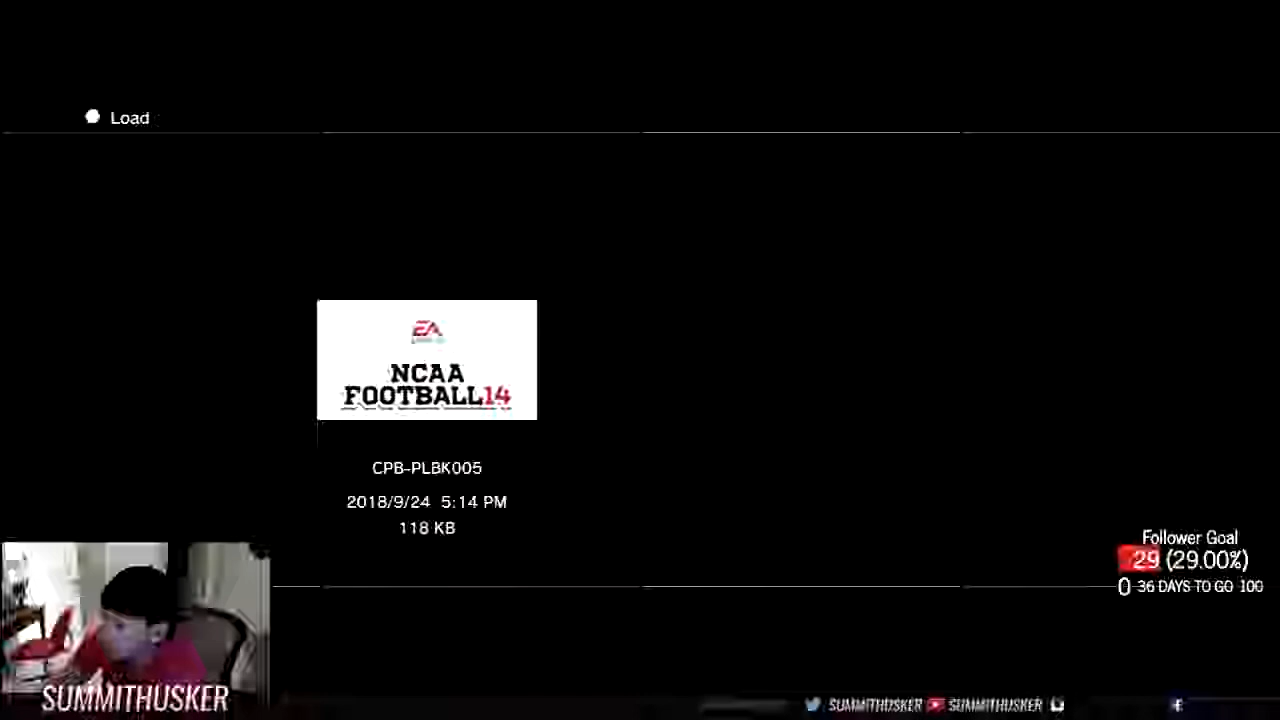 Load
EA
NCAA
FOOTBALL14
CPB-PLBK005
2018/9/24 5:14 PM
118 KB
Follower Goal
29 (29.00%)
0 36 DAYS TO GO 100
SUMMITHUSKER
SUMMITHUSKER SUMMITHUSKER